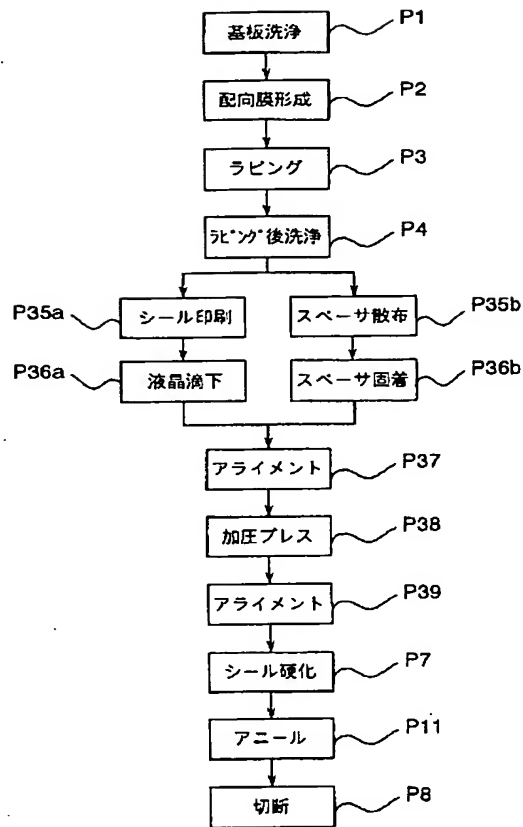 基板洗浄 P1
配向膜形成 P2
ラビング P3
ﾗﾋﾞﾝｸﾞ後洗浄 P4
P35a シール印刷 スペーサ散布 P35b
P36a 液晶滴下 スペーサ固着 P36b
アライメント P37
加圧プレス P38
アライメント P39
シール硬化 P7
アニール P11
切断 P8